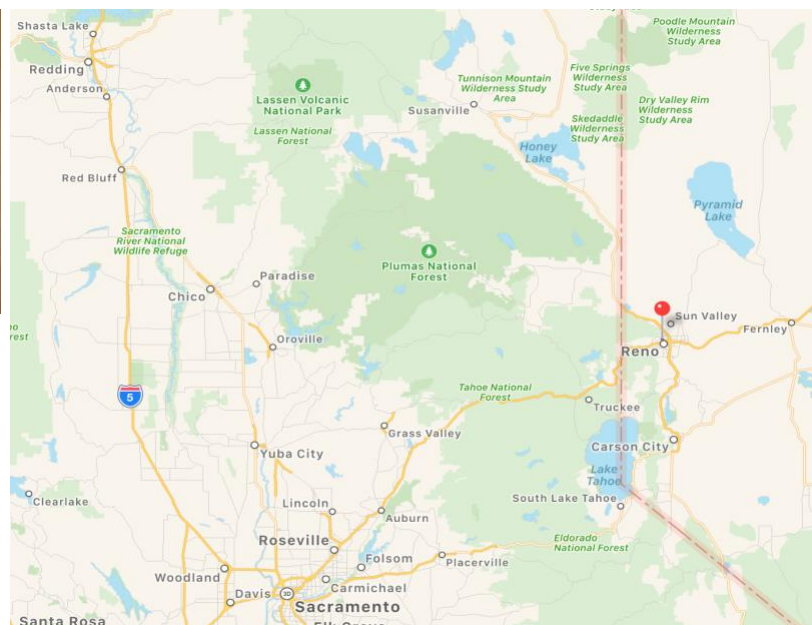 Shasta Lake
Redding
Anderson
Lassen Volcanic
National Park
Lassen National
Forest
Susanville
Tunnison Mountain
Wilderness Study
Area
Poodle Mountain
Wilderness
Study Area
Five Springs
Wilderness
Study Area
Dry Valley Rim
Wilderness
Study Area
Skedaddle
Wilderness
Study Area
Honey
Lake
Red Bluff
Pyramid
Lake
Sacramento
River National
Wildlife Refuge
Plumas National
Forest
Paradise
Chico
Oroville
Sun Valley
Fernley
Reno
orest
5
Tahoe National
Forest
Truckee
Grass Valley
Yuba City
Carson City
Lake
Tahoe
South Lake Tahoe
Clearlake
Lincoln
Auburn
Roseville
Eldorado
National Forest
Folsom
Placerville
Woodland
Carmichael
Davis
Sacramento
Santa Rosa
Elk Grove